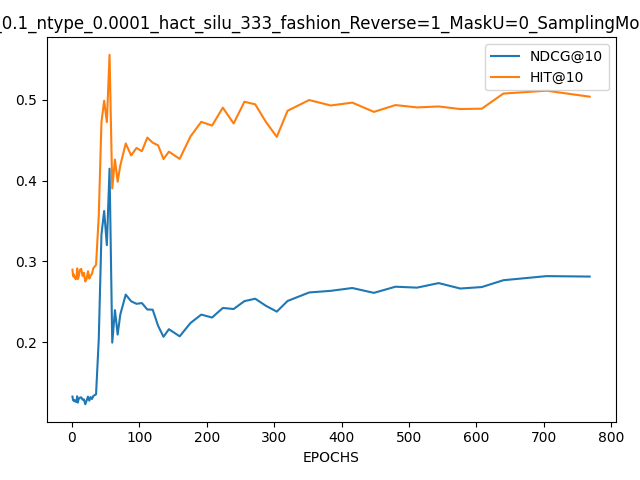 _0.1_ntype_0.0001_hact_silu_333_fashion_Reverse=1_MaskU=0_SamplingMo
NDCG@10
HIT@10
0.5
0.4
0.3
0.2
0 100 200 300 400 500 600 700 800
EPOCHS